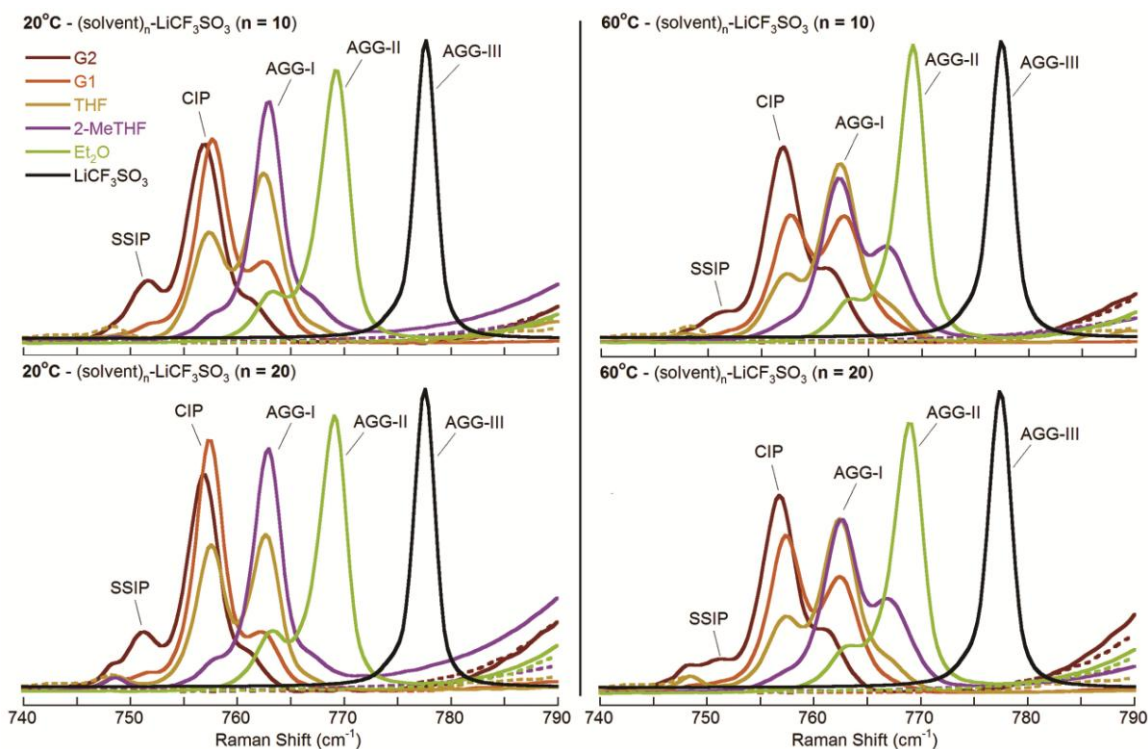 20°C - (solvent)ₙ-LiCF₃SO₃ (n = 10)
G2
G1
THF
2-MeTHF
Et₂O
LiCF₃SO₃
SSIP
CIP
AGG-I
AGG-II
AGG-III
60°C - (solvent)ₙ-LiCF₃SO₃ (n = 10)
SSIP
CIP
AGG-I
AGG-II
AGG-III
20°C - (solvent)ₙ-LiCF₃SO₃ (n = 20)
SSIP
CIP
AGG-I
AGG-II
AGG-III
740 750 760 770 780 790
Raman Shift (cm⁻¹)
60°C - (solvent)ₙ-LiCF₃SO₃ (n = 20)
SSIP
CIP
AGG-I
AGG-II
AGG-III
740 750 760 770 780 790
Raman Shift (cm⁻¹)